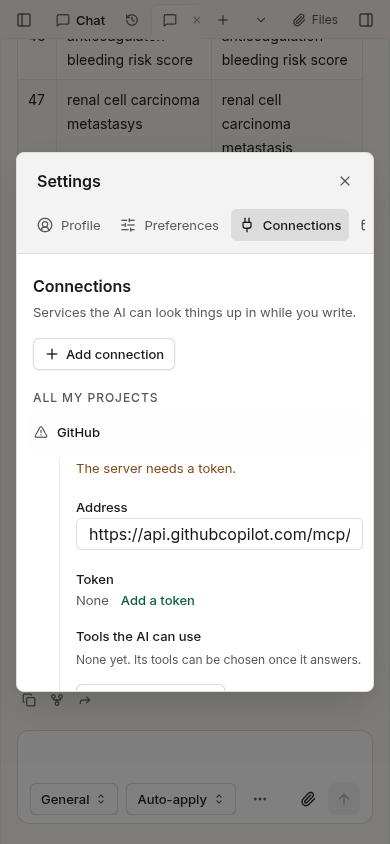 Chat
Files
bleeding risk score
bleeding risk score
47
renal cell carcinoma
metastasys
renal cell
carcinoma
metastasis
Settings
Profile
Preferences
Connections
Connections
Services the AI can look things up in while you write.
Add connection
ALL MY PROJECTS
GitHub
The server needs a token.
Address
https://api.githubcopilot.com/mcp/
Token
None Add a token
Tools the AI can use
None yet. Its tools can be chosen once it answers.
General
Auto-apply